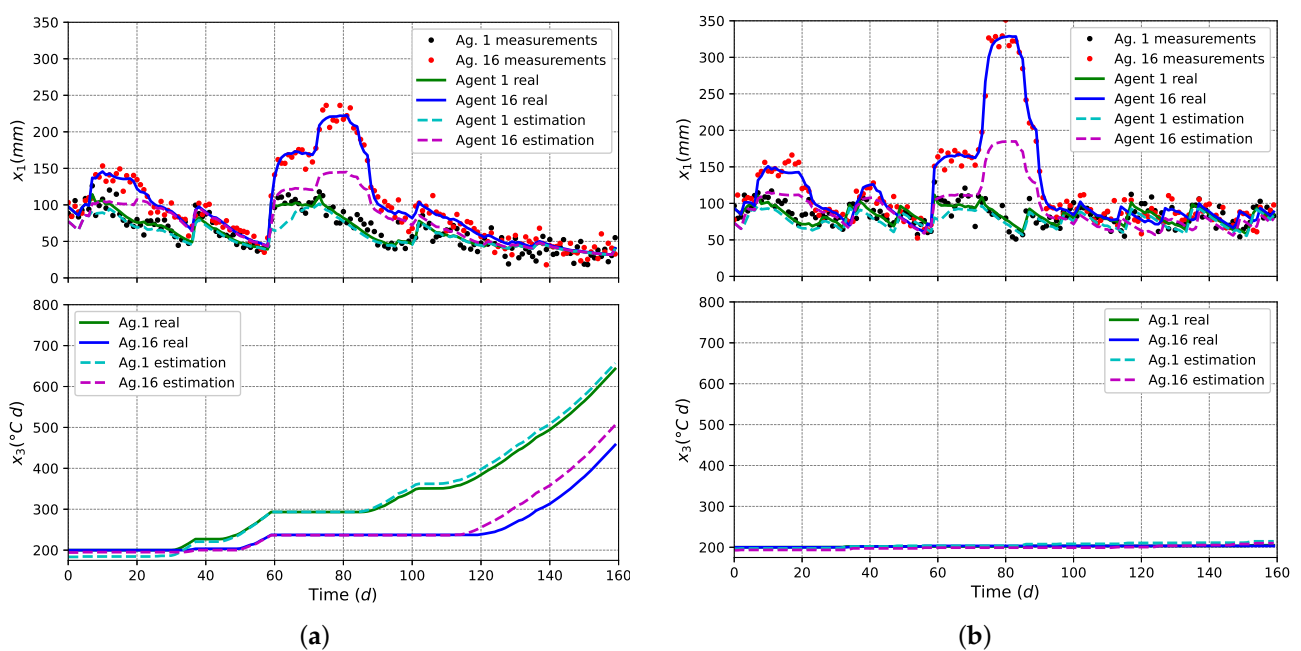 350
300
250
200
150
100
50
0
x₁(mm)
Ag. 1 measurements
Ag. 16 measurements
Agent 1 real
Agent 16 real
Agent 1 estimation
Agent 16 estimation
350
300
250
200
150
100
50
0
x₁(mm)
Ag. 1 measurements
Ag. 16 measurements
Agent 1 real
Agent 16 real
Agent 1 estimation
Agent 16 estimation
800
700
600
500
400
300
200
x₃(°C d)
Ag.1 real
Ag.16 real
Ag.1 estimation
Ag.16 estimation
0 20 40 60 80 100 120 140 160
Time (d)
800
700
600
500
400
300
200
x₃(°C d)
Ag.1 real
Ag.16 real
Ag.1 estimation
Ag.16 estimation
0 20 40 60 80 100 120 140 160
Time (d)
(a)
(b)